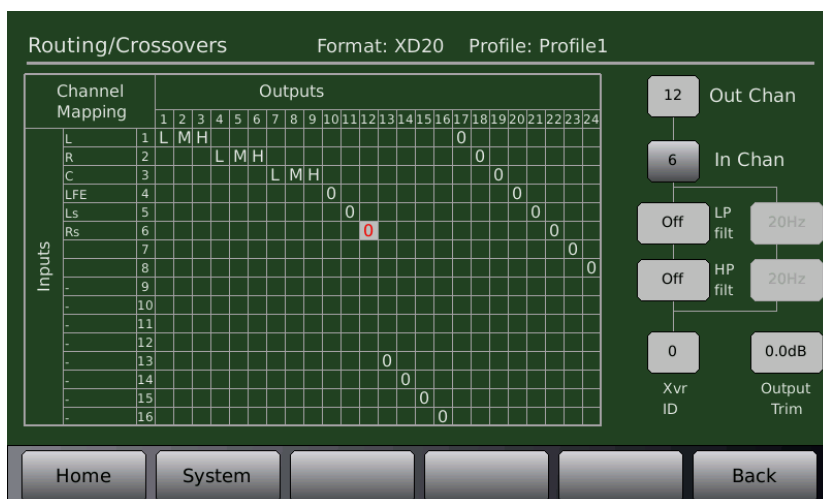 Routing/Crossovers Format: XD20 Profile: Profile1
Channel Mapping Outputs
1 2 3 4 5 6 7 8 9 10 11 12 13 14 15 16 17 18 19 20 21 22 23 24
Inputs
L 1 L M H 0
R 2 L M H 0
C 3 L M H 0
LFE 4 0 0
Ls 5 0 0
Rs 6 0 0
7 0
8 0
- 9
- 10
- 11
- 12
- 13 0
- 14 0
- 15 0
- 16 0
12 Out Chan
6 In Chan
Off LP filt 20Hz
Off HP filt 20Hz
0 0.0dB
Xvr ID Output Trim
Home System Back